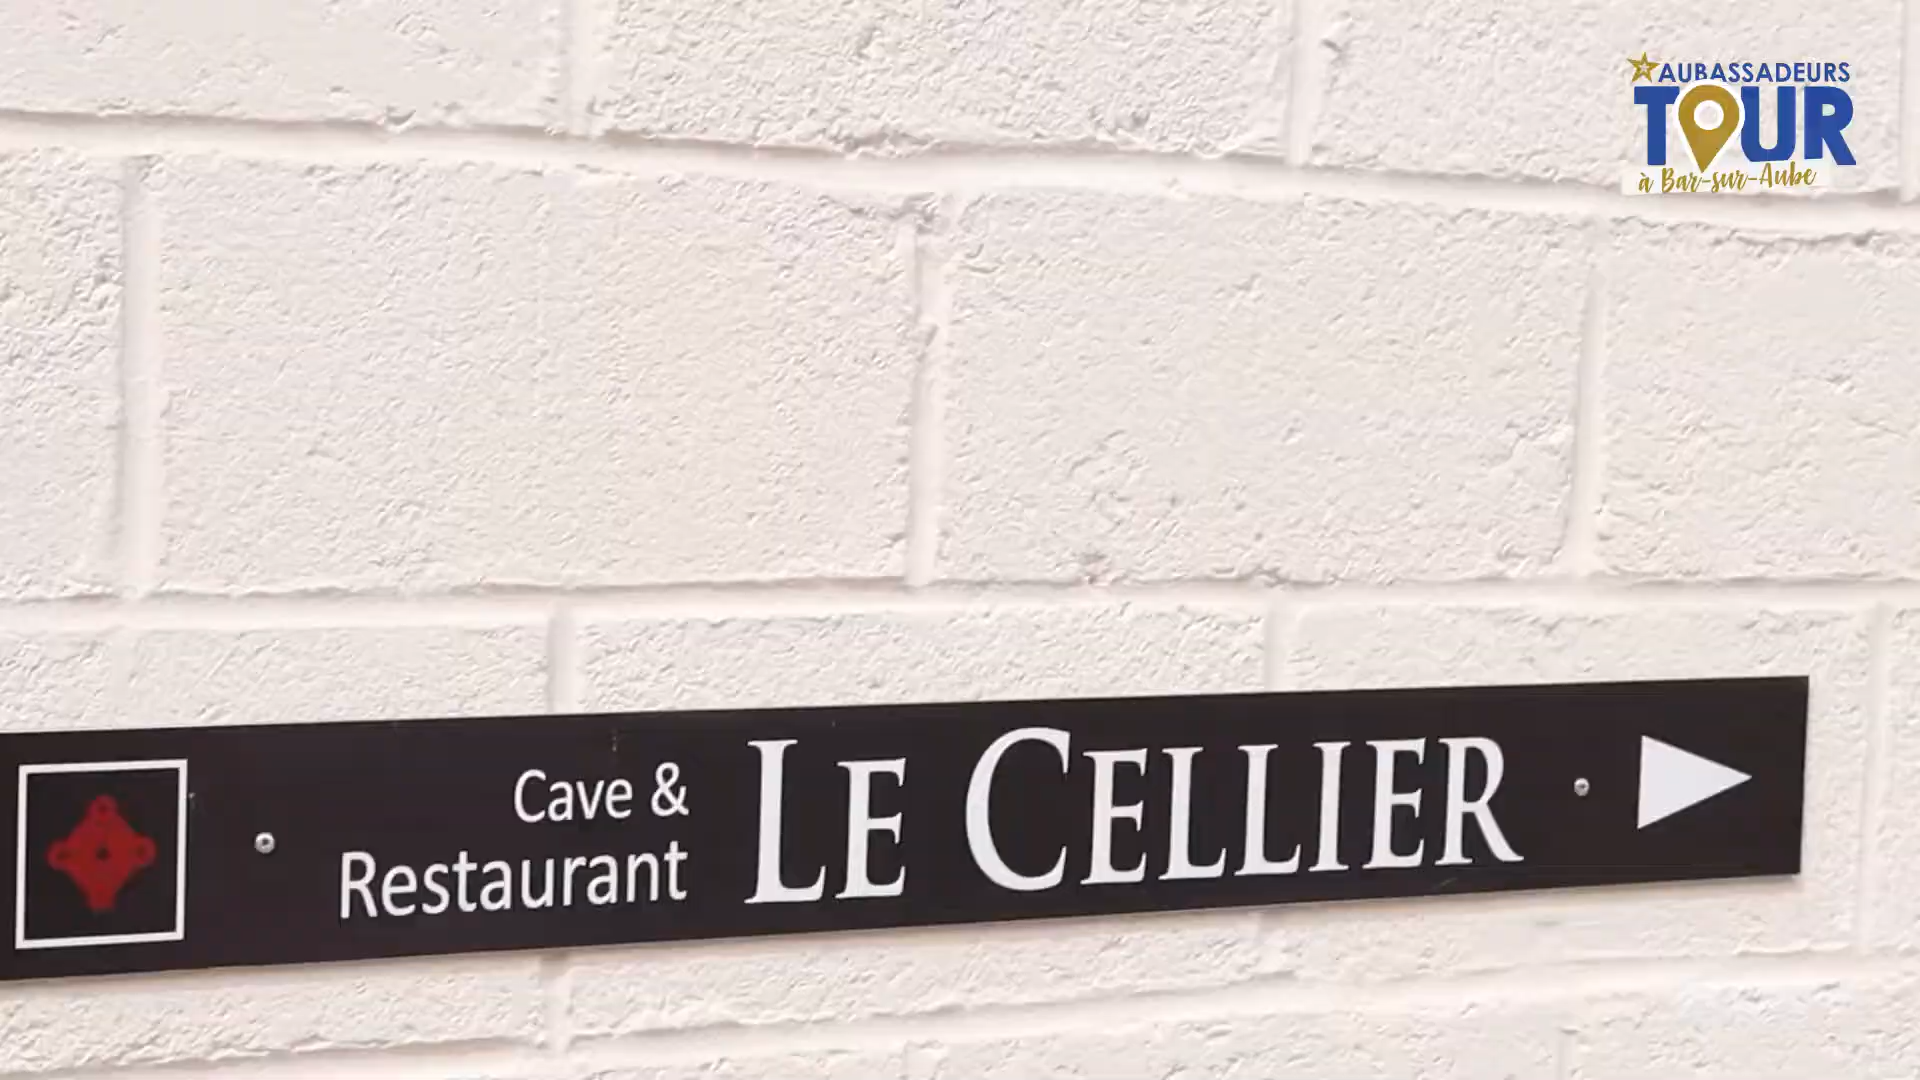 AUBASSADEURS
TOUR
à Bar-sur-Aube
Cave &
Restaurant
LE CELLIER